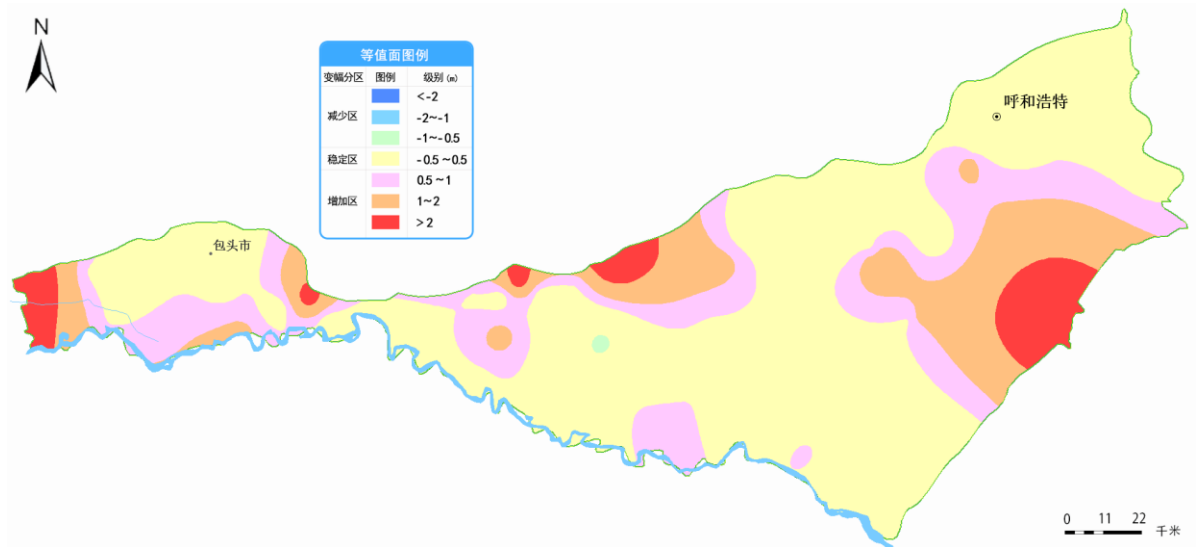 N
等值面图例
变幅分区 图例 级别 (m)
减少区
<-2
-2~-1
-1~-0.5
稳定区
-0.5~0.5
增加区
0.5~1
1~2
>2
呼和浩特
包头市
0 11 22
千米